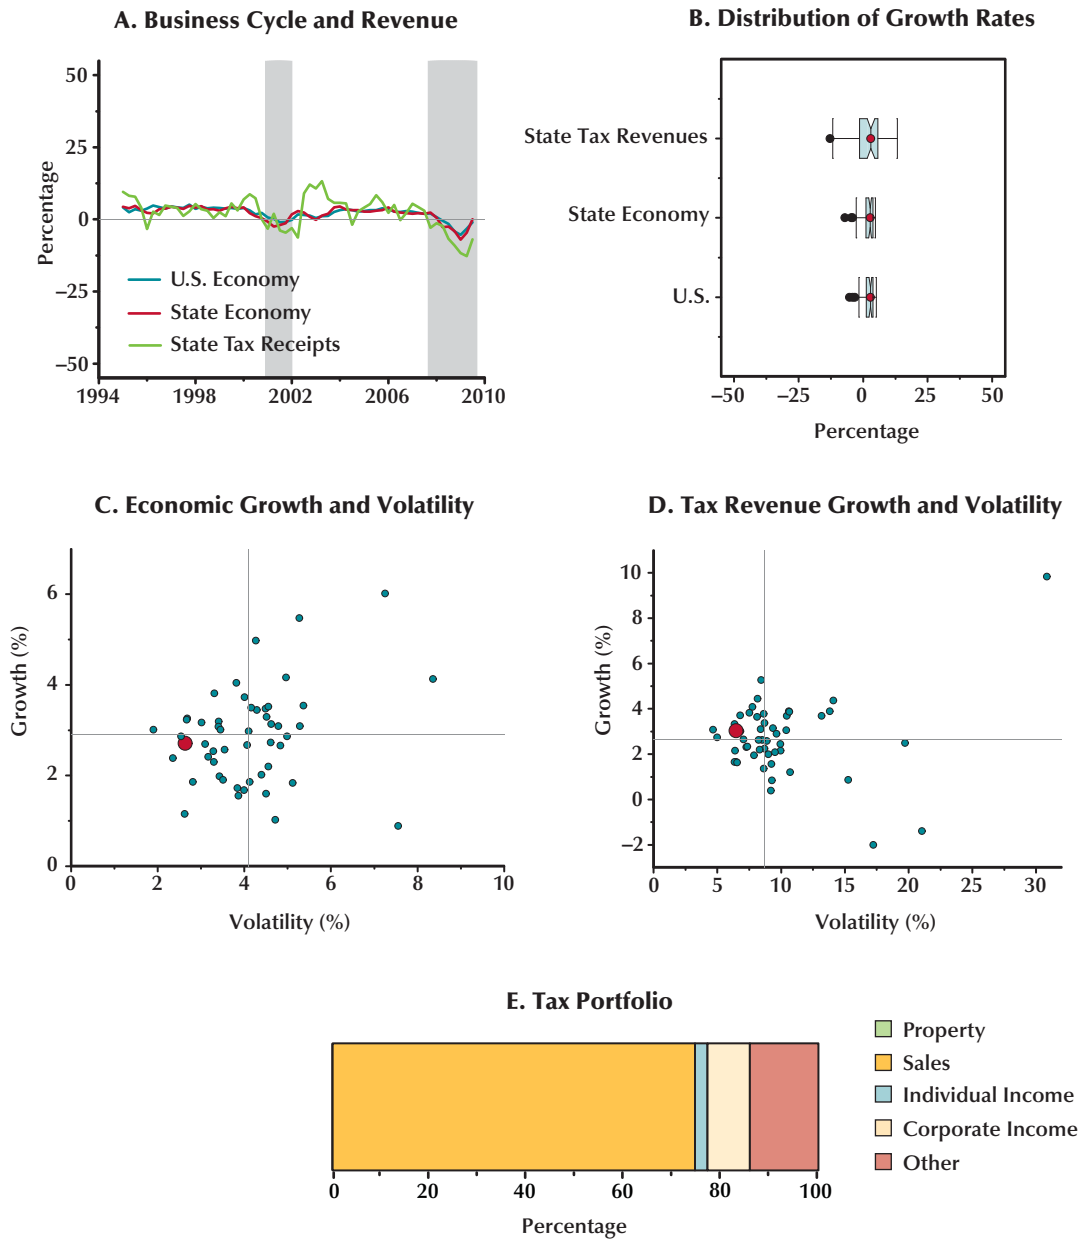 A. Business Cycle and Revenue
50
25
0
−25
−50
Percentage
U.S. Economy
State Economy
State Tax Receipts
1994
1998
2002
2006
2010
B. Distribution of Growth Rates
State Tax Revenues
State Economy
U.S.
−50
−25
0
25
50
Percentage
C. Economic Growth and Volatility
6
4
2
0
Growth (%)
0
2
4
6
8
10
Volatility (%)
D. Tax Revenue Growth and Volatility
10
8
6
4
2
0
−2
Growth (%)
0
5
10
15
20
25
30
Volatility (%)
E. Tax Portfolio
0
20
40
60
80
100
Percentage
Property
Sales
Individual Income
Corporate Income
Other